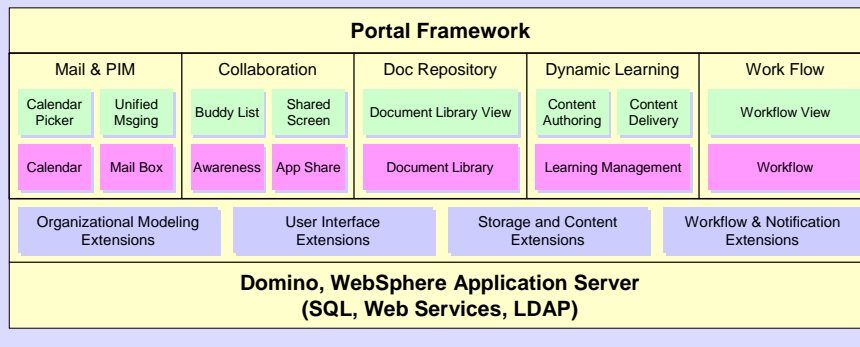 Portal Framework
Mail & PIM
Collaboration
Doc Repository
Dynamic Learning
Work Flow
Calendar
Picker
Unified
Msging
Buddy List
Shared
Screen
Document Library View
Content
Authoring
Content
Delivery
Workflow View
Calendar
Mail Box
Awareness
App Share
Document Library
Learning Management
Workflow
Organizational Modeling
Extensions
User Interface
Extensions
Storage and Content
Extensions
Workflow & Notification
Extensions
Domino, WebSphere Application Server
(SQL, Web Services, LDAP)